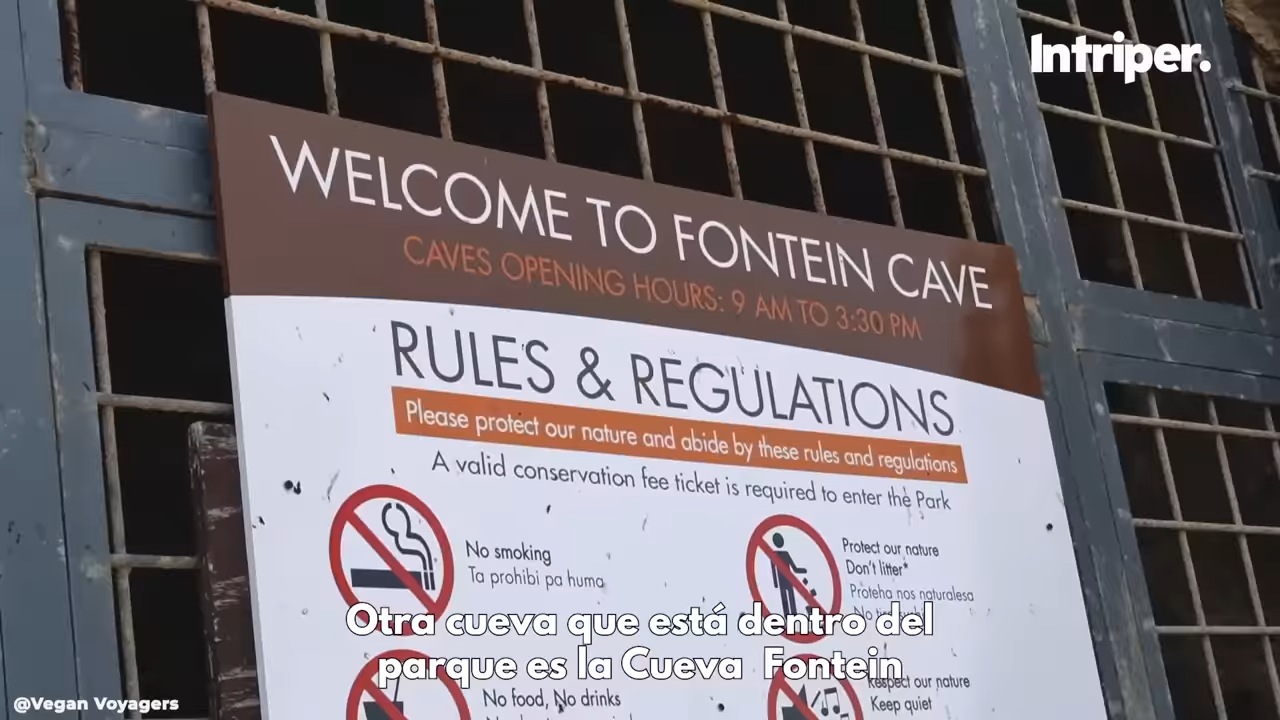 Intriper.
WELCOME TO FONTEIN CAVE
CAVES OPENING HOURS: 9 AM TO 3:30 PM
RULES & REGULATIONS
Please protect our nature and abide by these rules and regulations
A valid conservation fee ticket is required to enter the Park
No smoking
Ta prohibi pa huma
Protect our nature
Don't litter*
Proteha nos naturalesa
No
Otra cueva que está dentro del
parque es la Cueva Fontein
No food, No drinks
Respect our nature
Keep quiet
@Vegan Voyagers